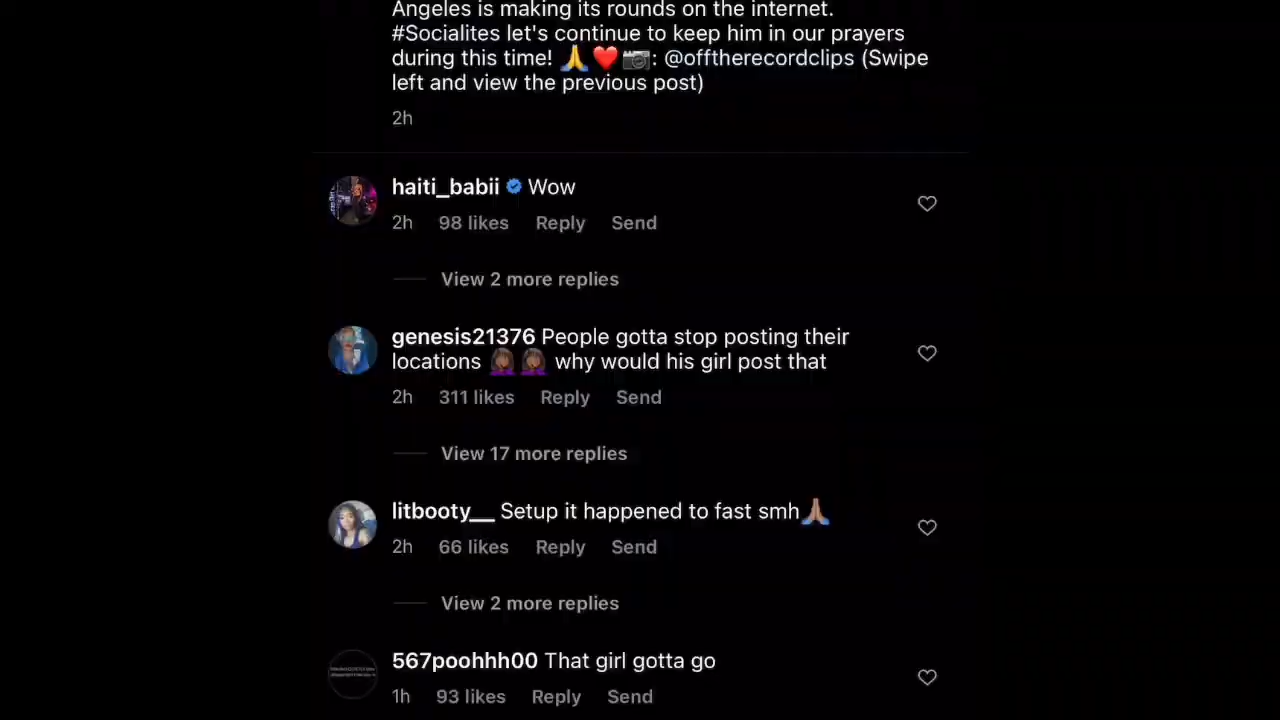 Angeles is making its rounds on the internet.
#Socialites let's continue to keep him in our prayers
during this time! 🙏❤️📷: @offtherecordclips (Swipe
left and view the previous post)
2h
haiti_babii Wow
2h 98 likes Reply Send
View 2 more replies
genesis21376 People gotta stop posting their
locations 🤦🏾‍♀️🤦🏾‍♀️ why would his girl post that
2h 311 likes Reply Send
View 17 more replies
litbooty__ Setup it happened to fast smh🙏🏽
2h 66 likes Reply Send
View 2 more replies
567poohhh00 That girl gotta go
1h 93 likes Reply Send